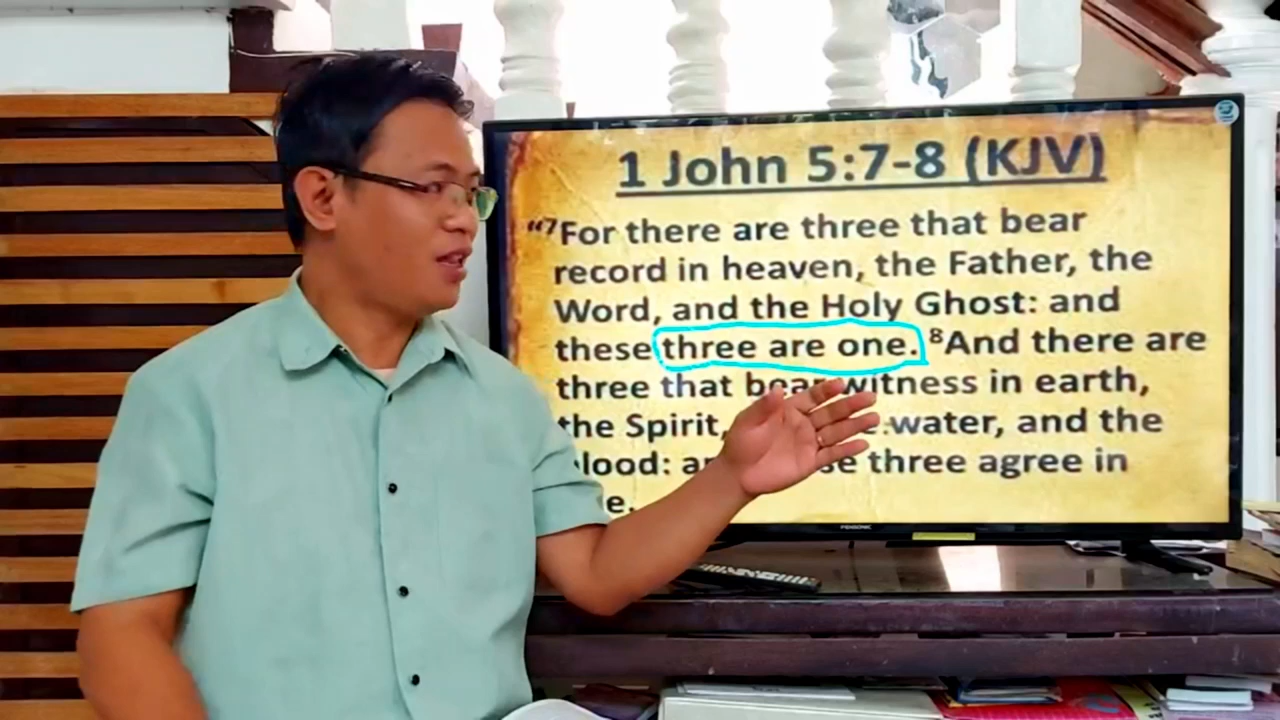 1 John 5:7-8 (KJV)
“⁷For there are three that bear
record in heaven, the Father, the
Word, and the Holy Ghost: and
these three are one. ⁸And there are
three that bear witness in earth,
the Spirit, water, and the
three agree in
PENSONIC